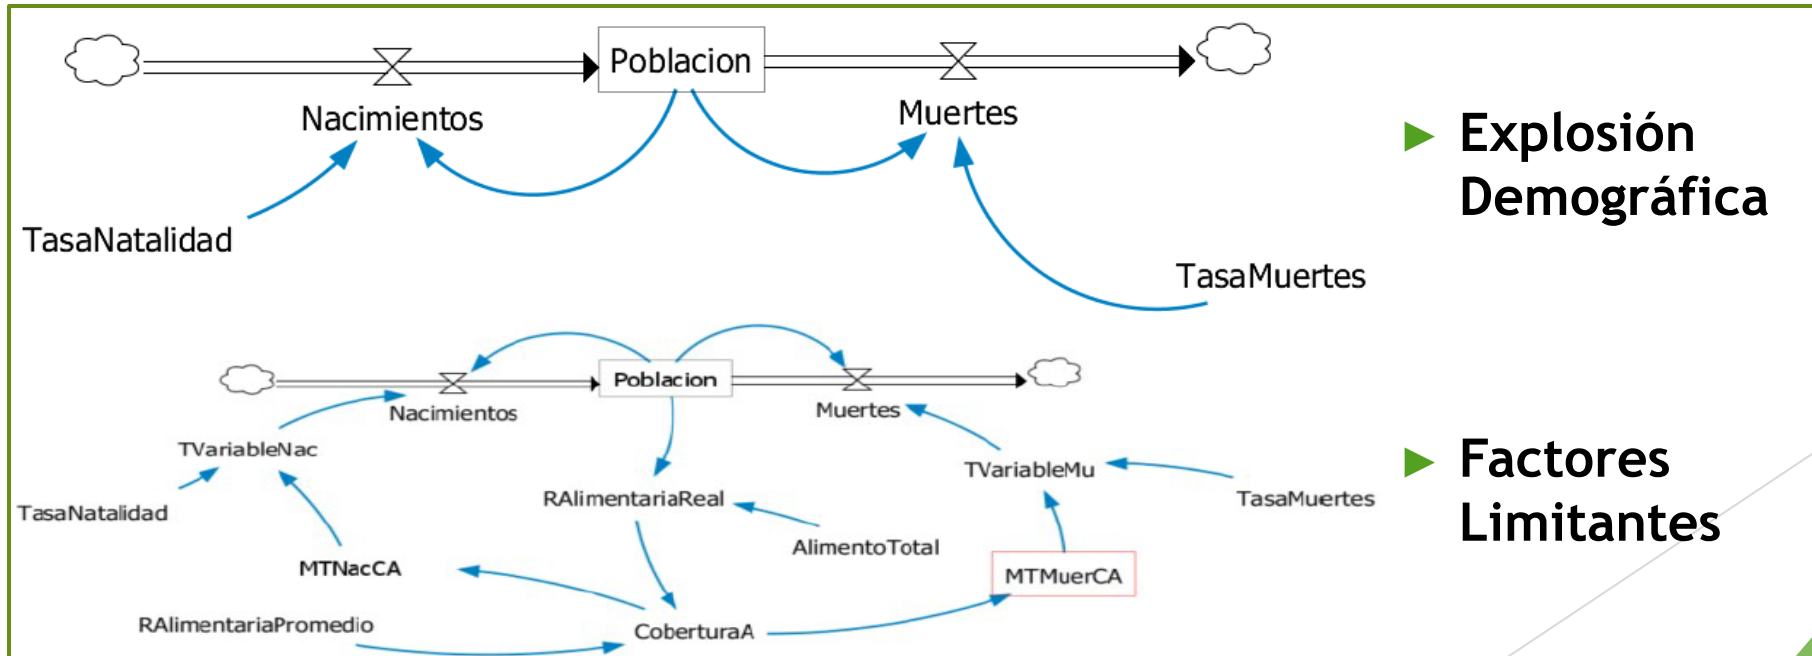 Poblacion
Nacimientos
Muertes
TasaNatalidad
TasaMuertes
Explosión
Demográfica
Poblacion
Nacimientos
Muertes
TVariableNac
TVariableMu
TasaNatalidad
RAlimentariaReal
TasaMuertes
AlimentoTotal
MTNacCA
MTMuerCA
RAlimentariaPromedio
CoberturaA
Factores
Limitantes